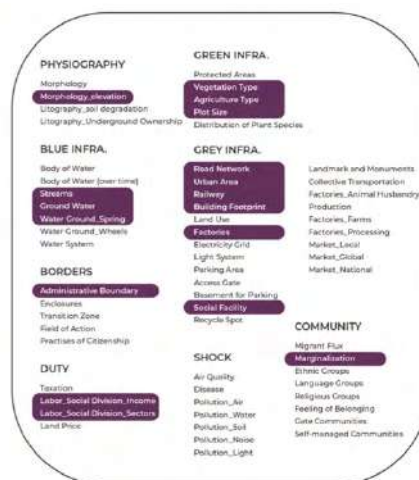 PHYSIOGRAPHY
Morphology
Morphology_elevation
Litography_soil degradation
Litography_Underground Ownership
BLUE INFRA.
Body of Water
Body of Water (over time)
Streams
Ground Water
Water Ground_Spring
Water Ground_Wheels
Water System
BORDERS
Administrative Boundary
Enclosures
Transition Zone
Field of Action
Practises of Citizenship
DUTY
Taxation
Labor_Social Division_Income
Labor_Social Division_Sectors
Land Price
GREEN INFRA.
Protected Areas
Vegetation Type
Agriculture Type
Plot Size
Distribution of Plant Species
GREY INFRA.
Road Network
Urban Area
Railway
Building Footprint
Land Use
Factories
Electricity Grid
Light System
Parking Area
Access Gate
Basement for Parking
Social Facility
Recycle Spot
Landmark and Monuments
Collective Transportation
Factories_Animal Husbendry
Production
Factories_Farms
Factories_Processing
Market_Local
Market_Global
Market_National
SHOCK
Air Quality
Disease
Pollution_Air
Pollution_Water
Pollution_Soil
Pollution_Noise
Pollution_Light
COMMUNITY
Migrant Flux
Marginalization
Ethnic Groups
Language Groups
Religious Groups
Feeling of Belonging
Gate Communities
Self-managed Communities